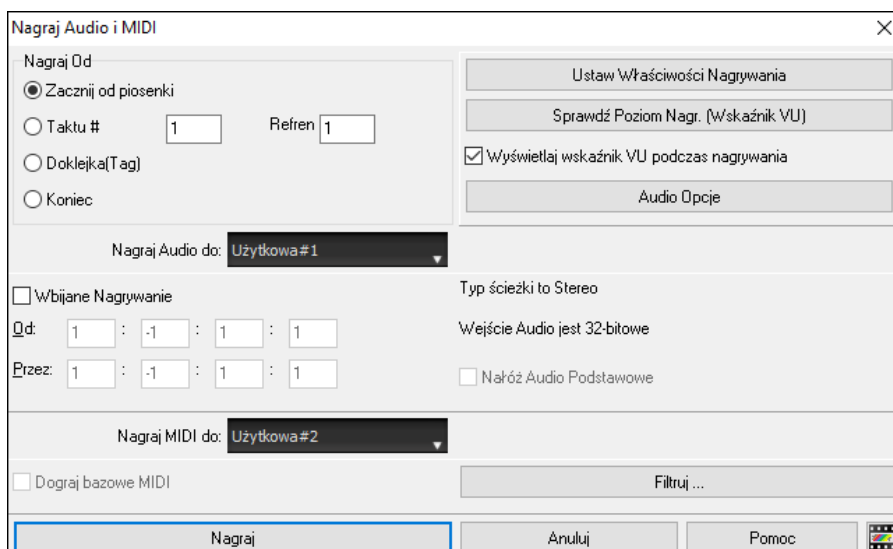 Nagraj Audio i MIDI
Nagraj Od
Zacznij od piosenki
Taktu # 1 Refren 1
Doklejka(Tag)
Koniec
Ustaw Właściwości Nagrywania
Sprawdź Poziom Nagr. (Wskaźnik VU)
Wyświetlaj wskaźnik VU podczas nagrywania
Audio Opcje
Nagraj Audio do: Użytkowa#1
Wbijane Nagrywanie
Od: 1 : -1 : 1 : 1
Przez: 1 : -1 : 1 : 1
Typ ścieżki to Stereo
Wejście Audio jest 32-bitowe
Nałóż Audio Podstawowe
Nagraj MIDI do: Użytkowa#2
Dograj bazowe MIDI
Filtruj ...
Nagraj
Anuluj
Pomoc